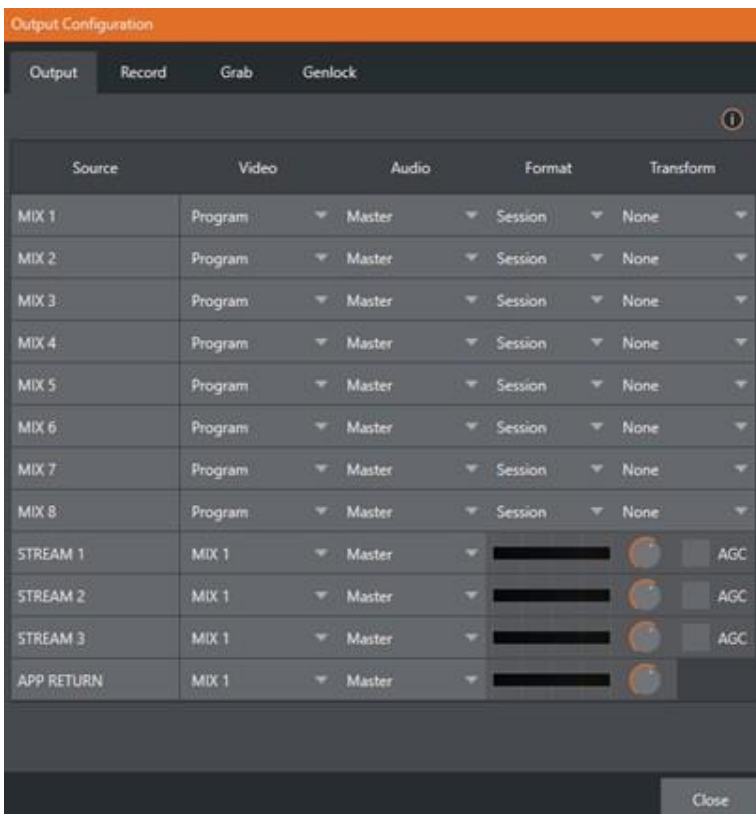 Output Configuration
Output Record Grab Genlock
Source Video Audio Format Transform
MIX 1 Program Master Session None
MIX 2 Program Master Session None
MIX 3 Program Master Session None
MIX 4 Program Master Session None
MIX 5 Program Master Session None
MIX 6 Program Master Session None
MIX 7 Program Master Session None
MIX 8 Program Master Session None
STREAM 1 MIX 1 Master AGC
STREAM 2 MIX 1 Master AGC
STREAM 3 MIX 1 Master AGC
APP RETURN MIX 1 Master
Close